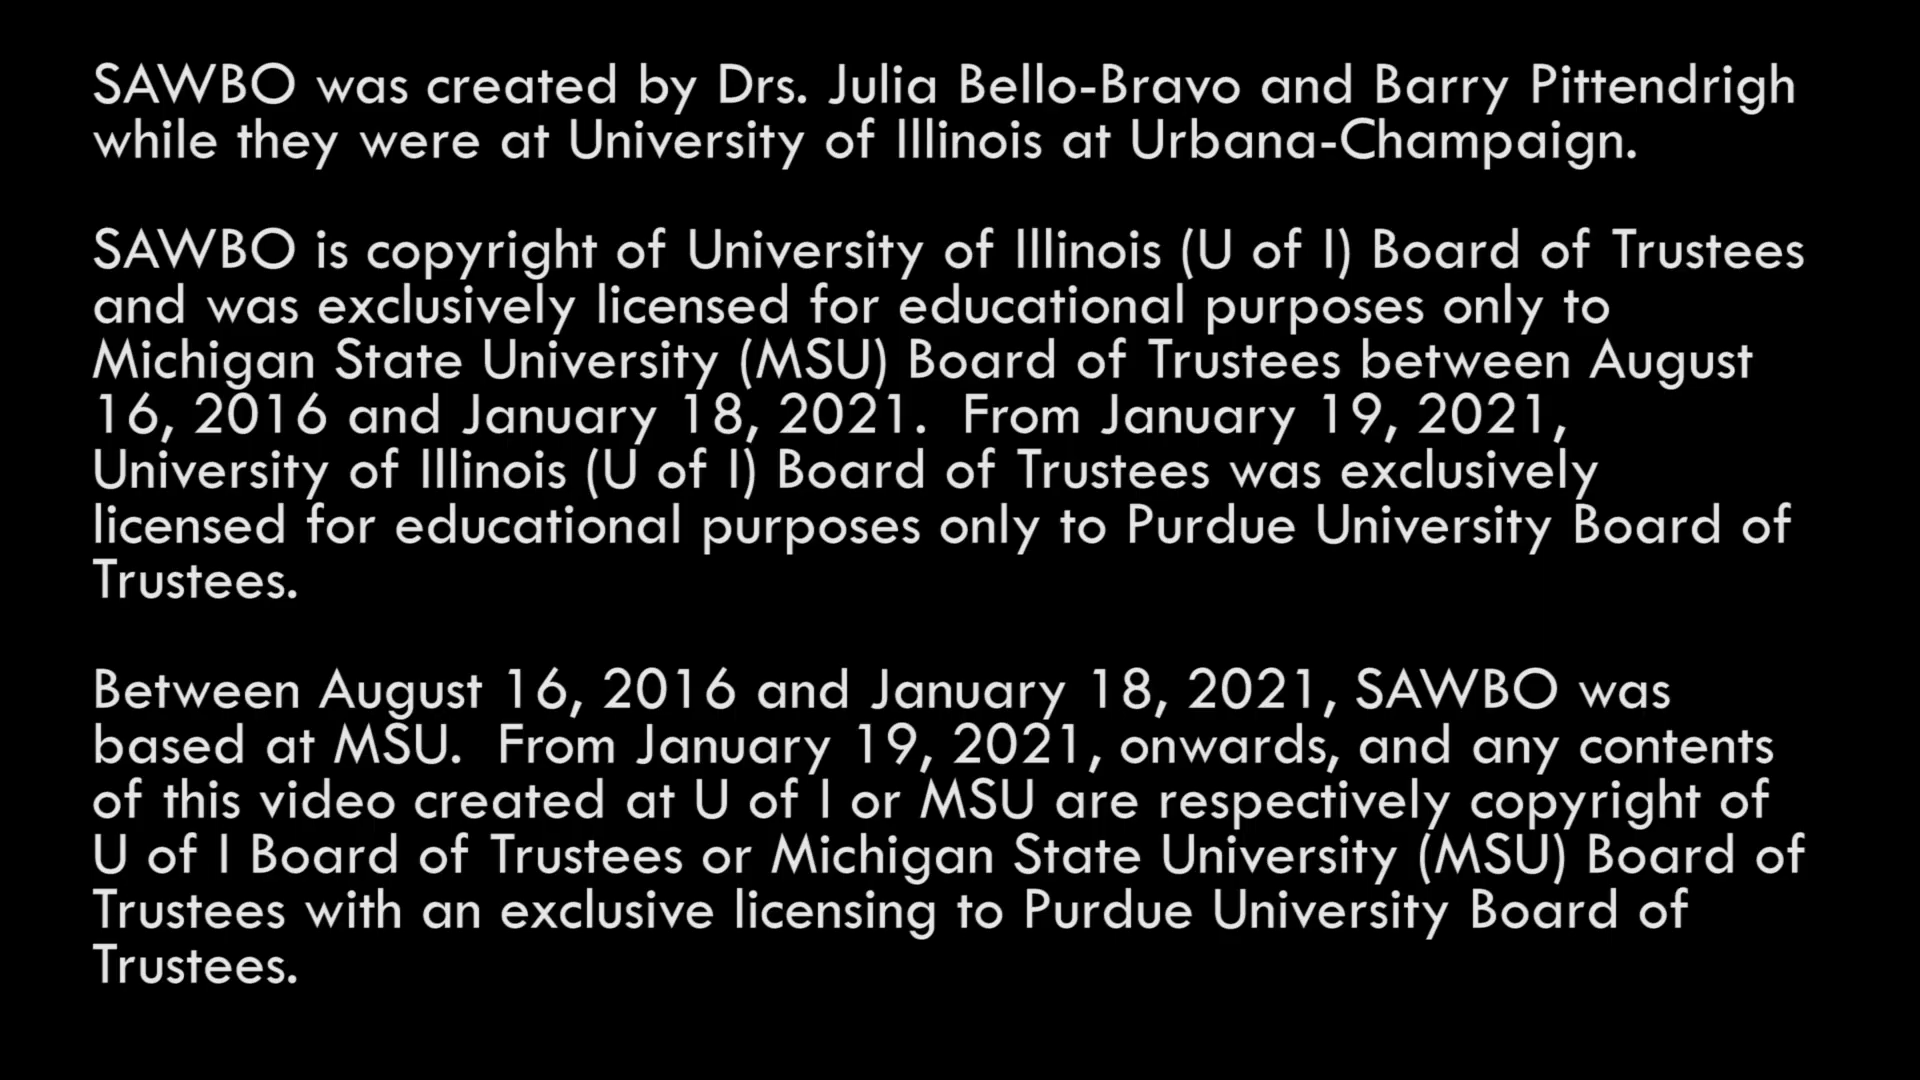 SAWBO was created by Drs. Julia Bello-Bravo and Barry Pittendrigh
while they were at University of Illinois at Urbana-Champaign.
SAWBO is copyright of University of Illinois (U of I) Board of Trustees
and was exclusively licensed for educational purposes only to
Michigan State University (MSU) Board of Trustees between August
16, 2016 and January 18, 2021.  From January 19, 2021,
University of Illinois (U of I) Board of Trustees was exclusively
licensed for educational purposes only to Purdue University Board of
Trustees.
Between August 16, 2016 and January 18, 2021, SAWBO was
based at MSU.  From January 19, 2021, onwards, and any contents
of this video created at U of I or MSU are respectively copyright of
U of I Board of Trustees or Michigan State University (MSU) Board of
Trustees with an exclusive licensing to Purdue University Board of
Trustees.